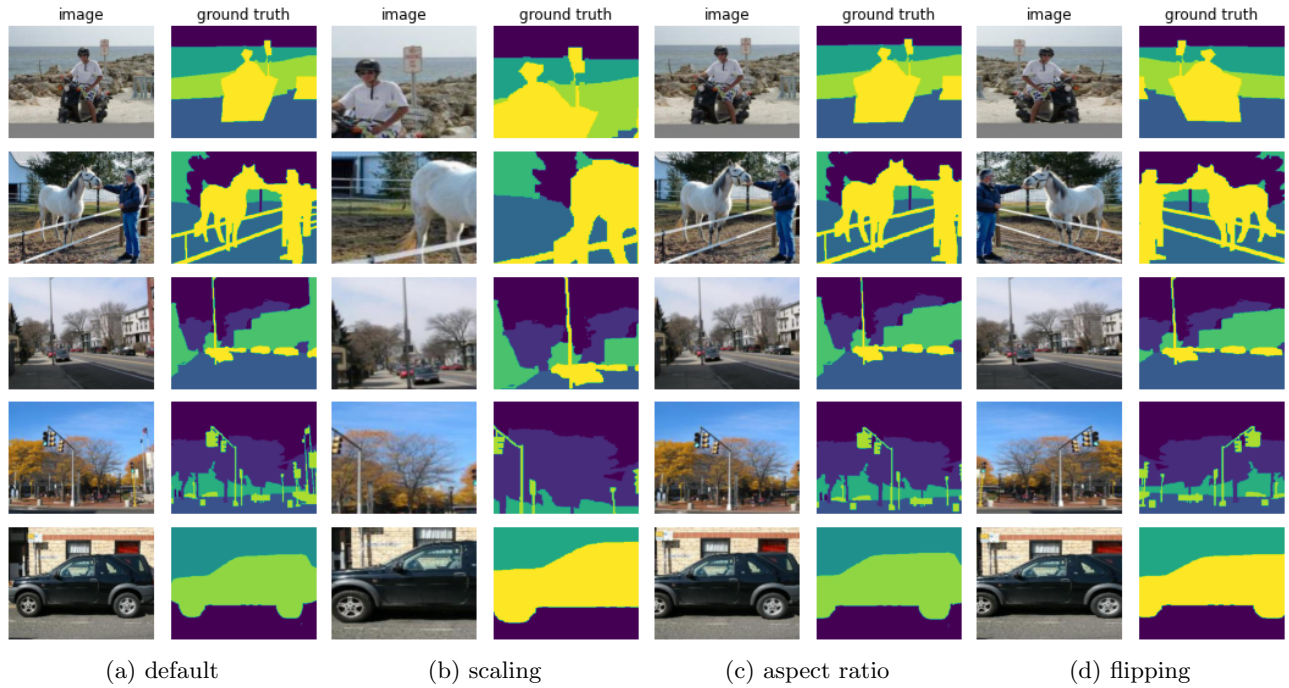 image ground truth image ground truth image ground truth image ground truth
(a) default (b) scaling (c) aspect ratio (d) flipping